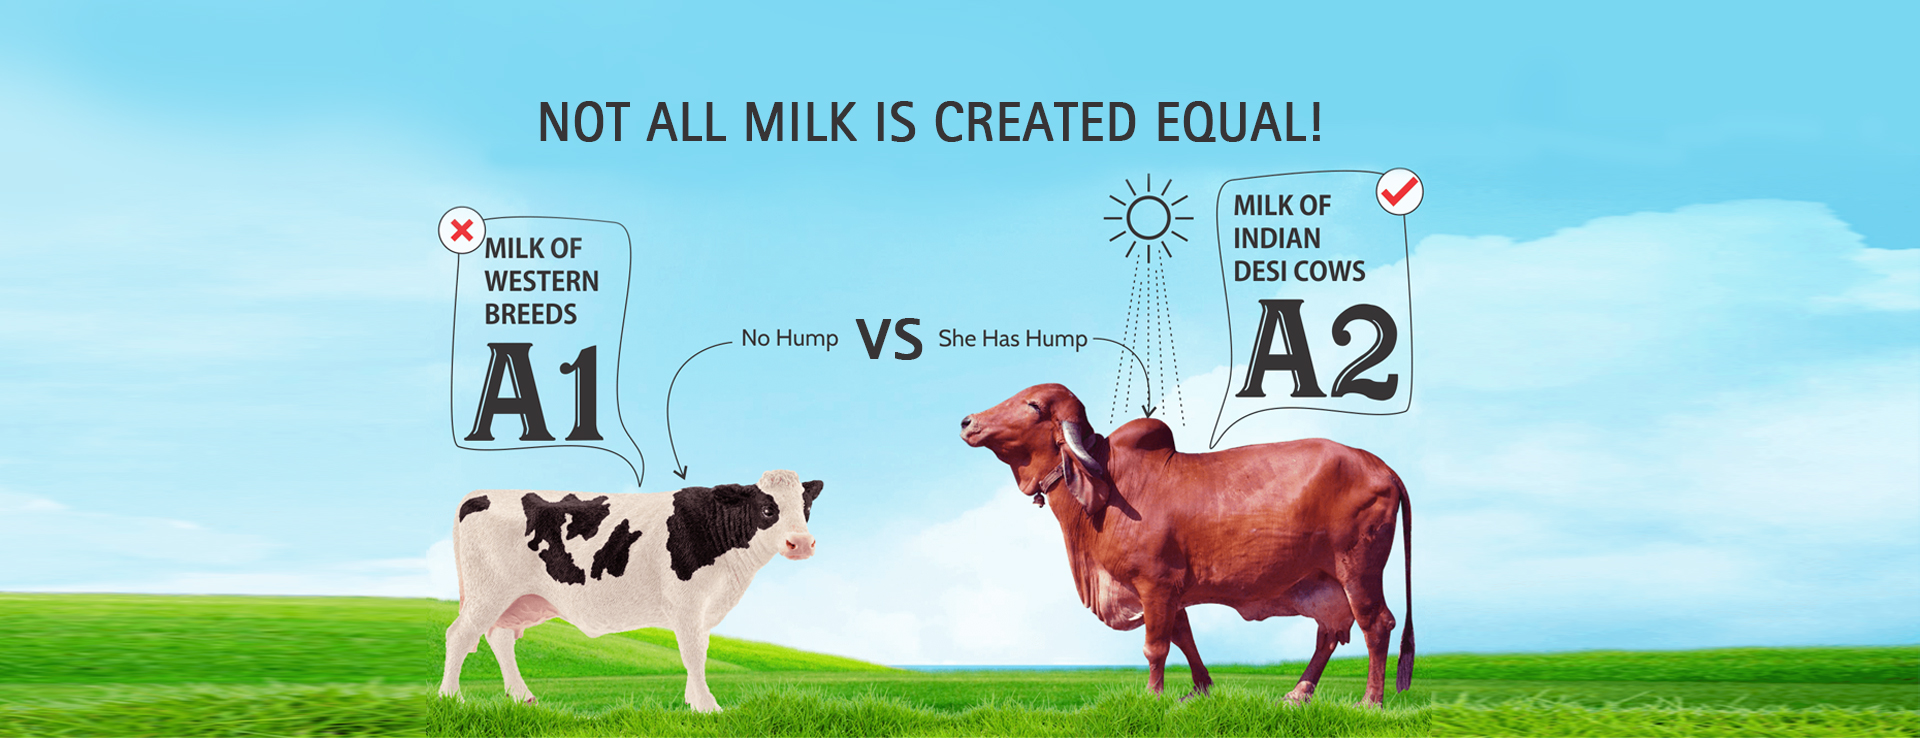 NOT ALL MILK IS CREATED EQUAL!
MILK OF
WESTERN
BREEDS
A1
No Hump
VS
She Has Hump
MILK OF
INDIAN
DESI COWS
A2